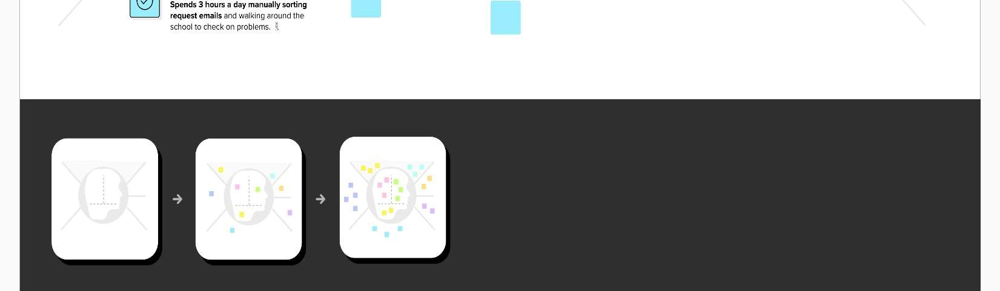 Spends 3 hours a day manually sorting
request emails and walking around the
school to check on problems.